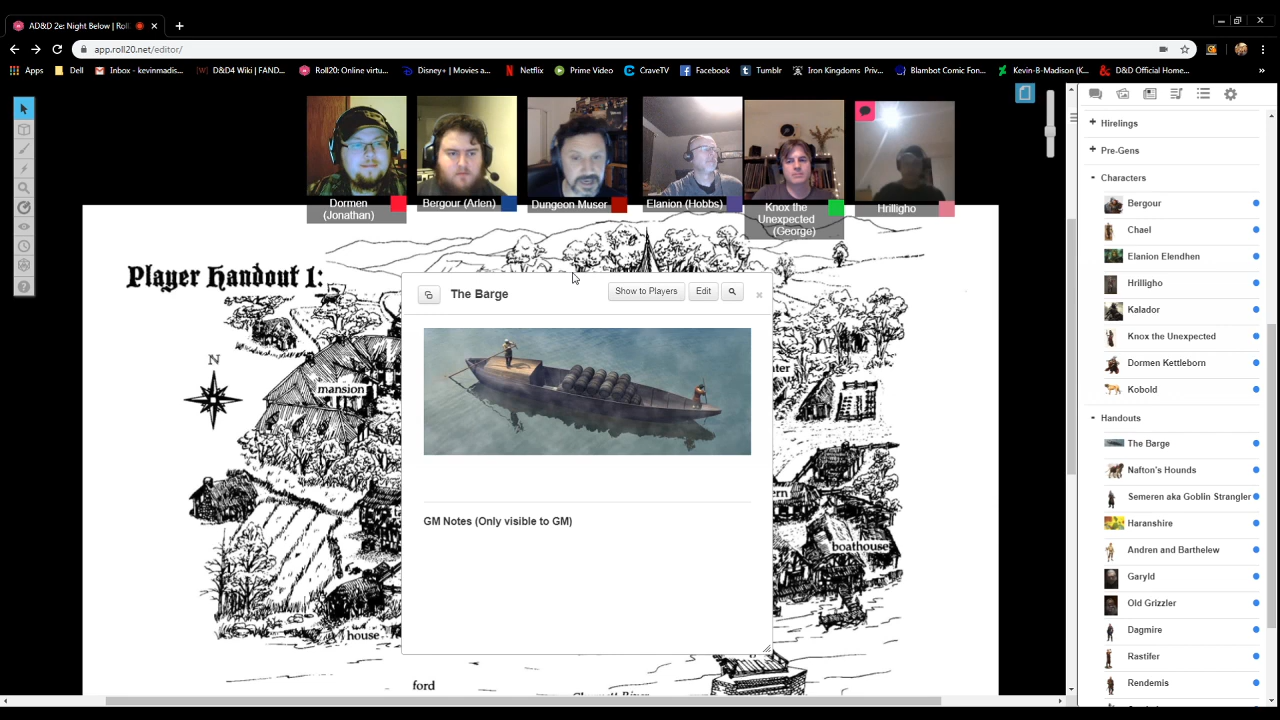 AD&D 2e: Night Below | Roll
app.roll20.net/editor/
Apps
Dell
Inbox - kevinmadis...
D&D4 Wiki | FAND...
Roll20: Online virtu...
Disney+ | Movies a...
Netflix
Prime Video
CraveTV
Facebook
Tumblr
Iron Kingdoms Priv...
Blambot Comic Fon...
Kevin-B-Madison (K...
D&D Official Home...
»
Dormen
(Jonathan)
Bergour (Arlen)
Dungeon Muser
Elanion (Hobbs)
Knox the
Unexpected
(George)
Hrilligho
Player Handout 1:
N
mansion
house
ford
boathouse
The Barge
Show to Players
Edit
GM Notes (Only visible to GM)
+ Hirelings
+ Pre-Gens
- Characters
Bergour
Chael
Elanion Elendhen
Hrilligho
Kalador
Knox the Unexpected
Dormen Kettleborn
Kobold
- Handouts
The Barge
Nafton's Hounds
Semeren aka Goblin Strangler
Haranshire
Andren and Barthelew
Garyld
Old Grizzler
Dagmire
Rastifer
Rendemis